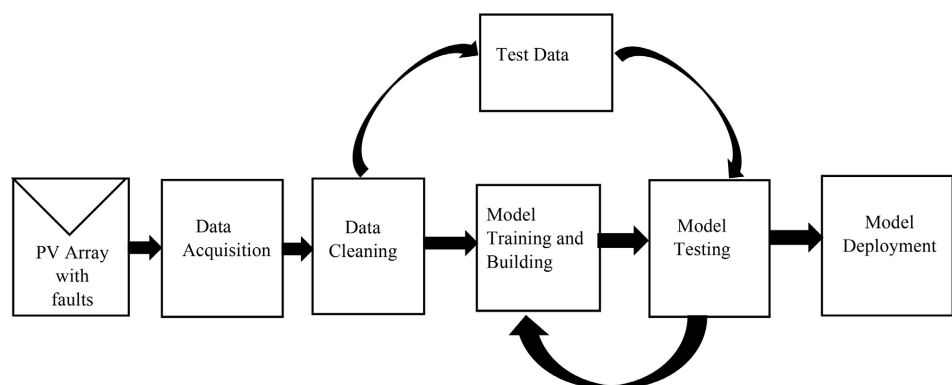 Test Data
PV Array
with
faults
Data
Acquisition
Data
Cleaning
Model
Training and
Building
Model
Testing
Model
Deployment